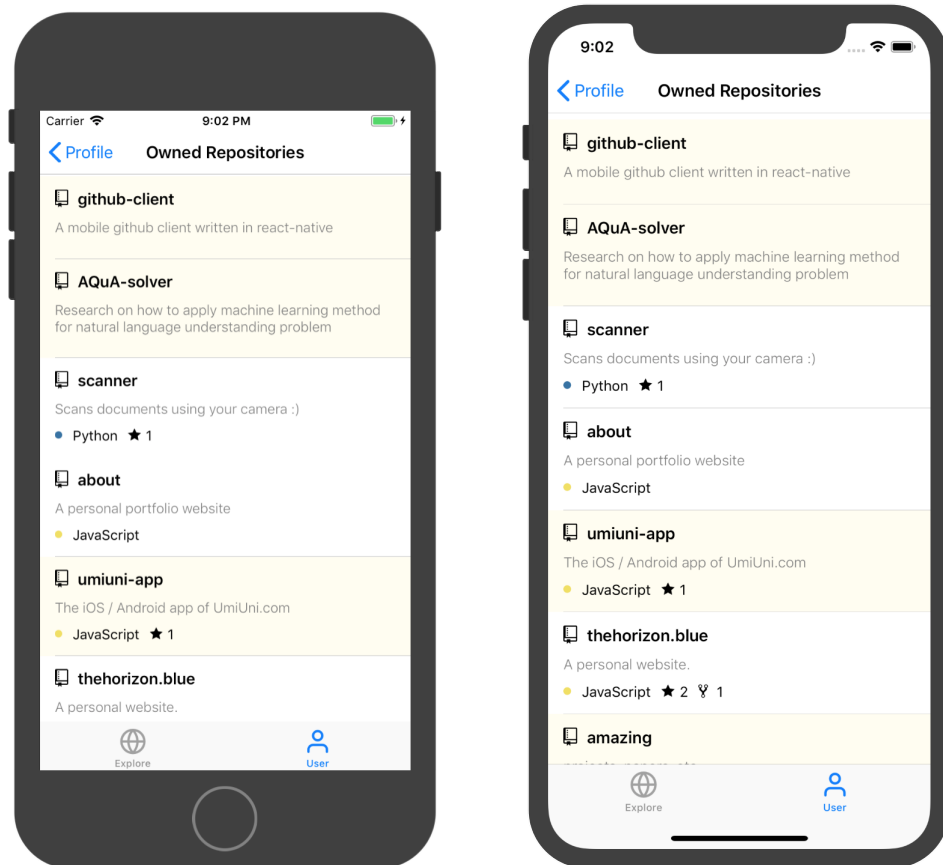 Carrier 9:02 PM
Profile Owned Repositories
github-client
A mobile github client written in react-native
AQuA-solver
Research on how to apply machine learning method
for natural language understanding problem
scanner
Scans documents using your camera :)
Python 1
about
A personal portfolio website
JavaScript
umiuni-app
The iOS / Android app of UmiUni.com
JavaScript 1
thehorizon.blue
A personal website.
Explore User
9:02
Profile Owned Repositories
github-client
A mobile github client written in react-native
AQuA-solver
Research on how to apply machine learning method
for natural language understanding problem
scanner
Scans documents using your camera :)
Python 1
about
A personal portfolio website
JavaScript
umiuni-app
The iOS / Android app of UmiUni.com
JavaScript 1
thehorizon.blue
A personal website.
JavaScript 2 1
amazing
Explore User